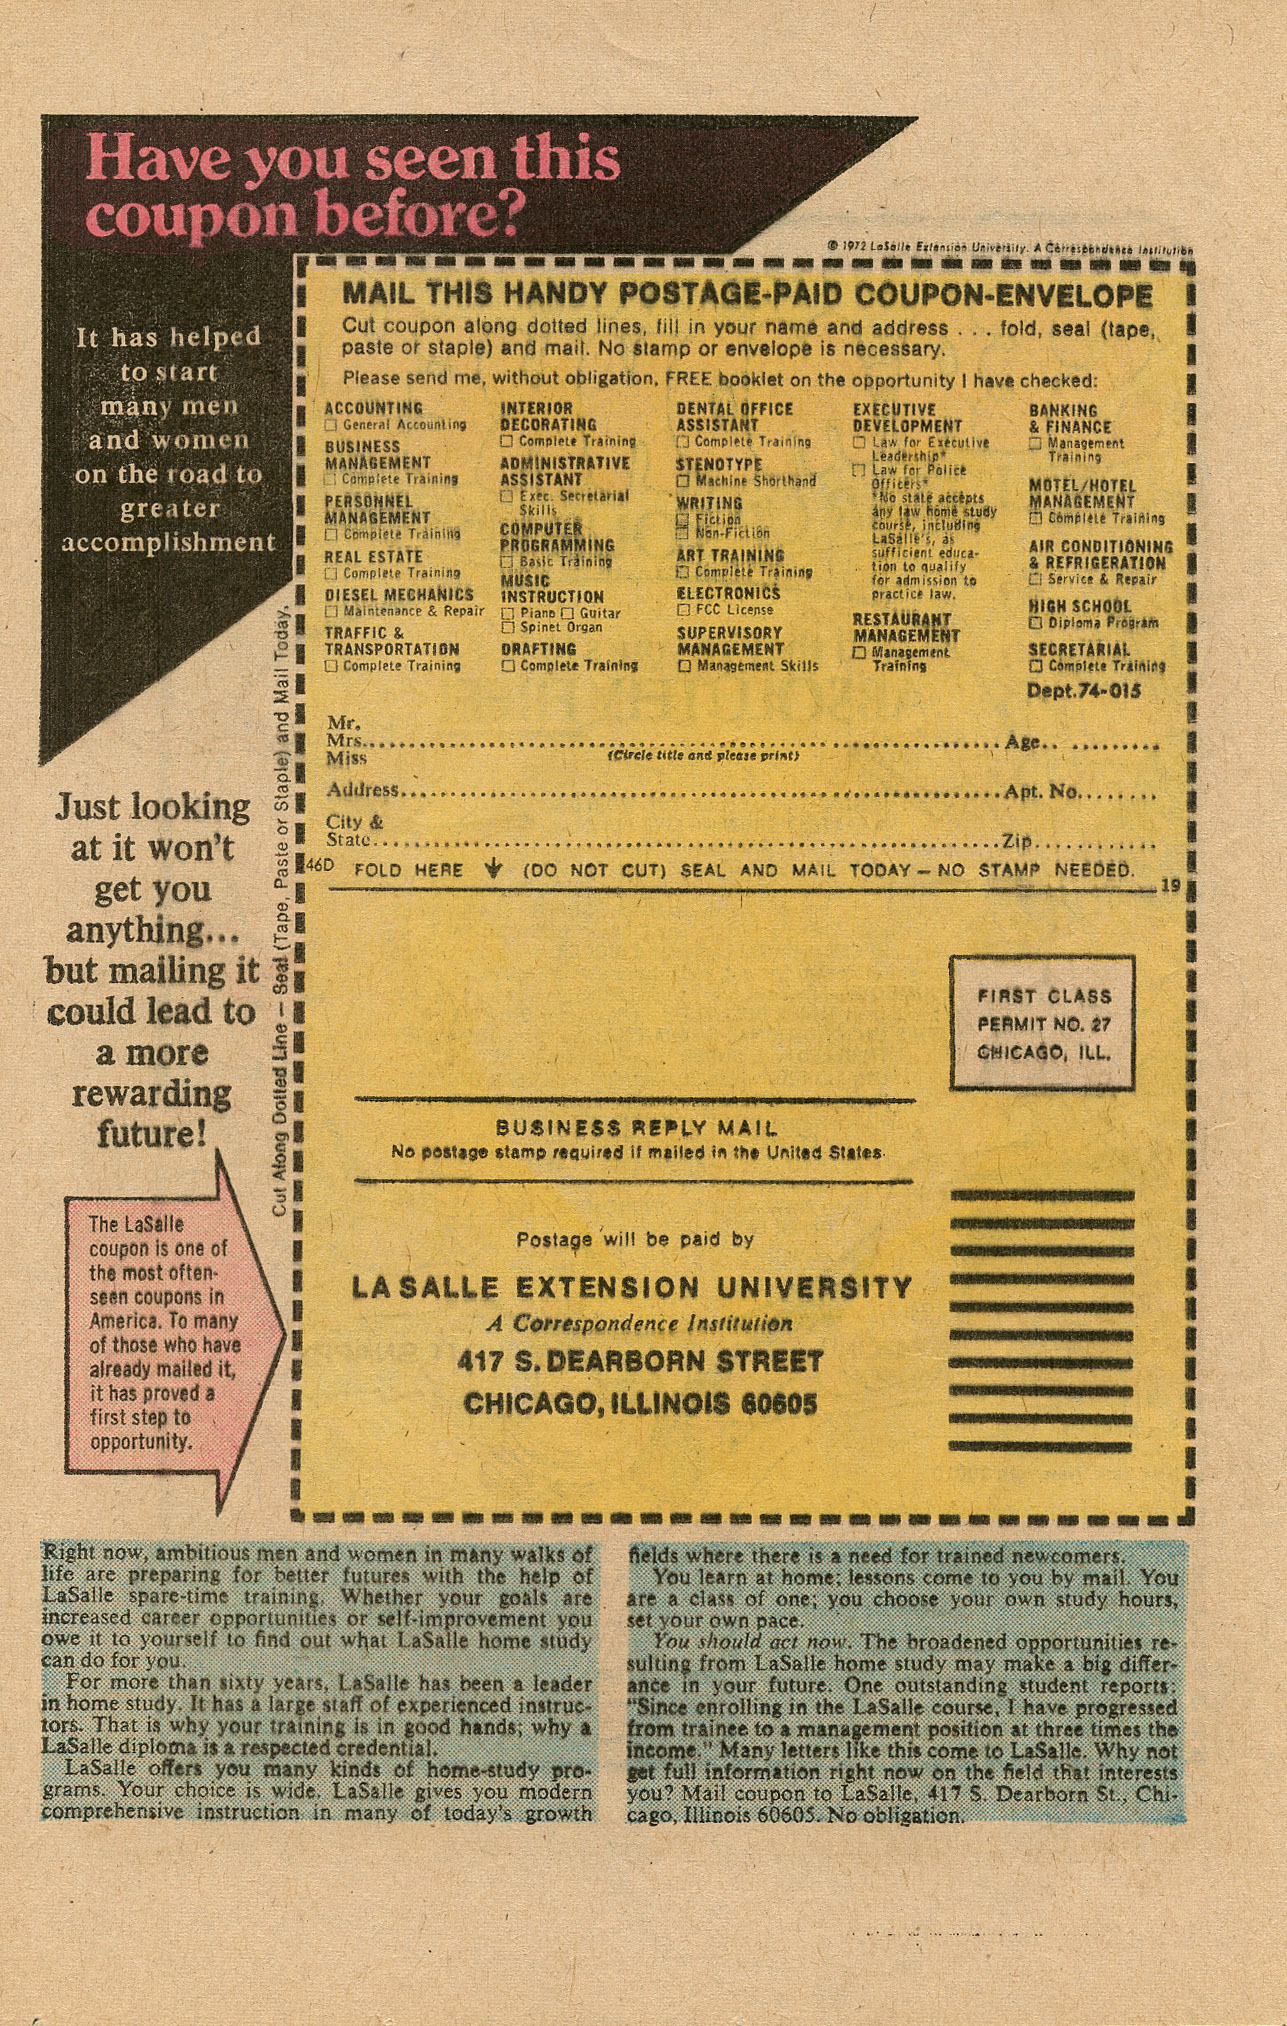 Have you seen this
coupon before?
It has helped
to start
many men
and women
on the road to
greater
accomplishment
Just looking
at it won't
get you
anything...
but mailing it
could lead to
a more
rewarding
future!
The LaSalle
coupon is one of
the most often-
seen coupons in
America. To many
of those who have
already mailed it,
it has proved a
first step to
opportunity.
Cut Along Dotted Line — Seal (Tape, Paste or Staple) and Mail Today.
© 1972 LaSalle Extension University. A Correspondence Institution
MAIL THIS HANDY POSTAGE-PAID COUPON-ENVELOPE
Cut coupon along dotted lines, fill in your name and address . . . fold, seal (tape,
paste or staple) and mail. No stamp or envelope is necessary.
Please send me, without obligation, FREE booklet on the opportunity I have checked:
ACCOUNTING
☐ General Accounting
BUSINESS
MANAGEMENT
☐ Complete Training
PERSONNEL
MANAGEMENT
☐ Complete Training
REAL ESTATE
☐ Complete Training
DIESEL MECHANICS
☐ Maintenance & Repair
TRAFFIC &
TRANSPORTATION
☐ Complete Training
INTERIOR
DECORATING
☐ Complete Training
ADMINISTRATIVE
ASSISTANT
☐ Exec. Secretarial
Skills
COMPUTER
PROGRAMMING
☐ Basic Training
MUSIC
INSTRUCTION
☐ Piano ☐ Guitar
☐ Spinet Organ
DRAFTING
☐ Complete Training
DENTAL OFFICE
ASSISTANT
☐ Complete Training
STENOTYPE
☐ Machine Shorthand
WRITING
☐ Fiction
☐ Non-Fiction
ART TRAINING
☐ Complete Training
ELECTRONICS
☐ FCC License
SUPERVISORY
MANAGEMENT
☐ Management Skills
EXECUTIVE
DEVELOPMENT
☐ Law for Executive
Leadership*
☐ Law for Police
Officers*
*No state accepts
any law home study
course, including
LaSalle's, as
sufficient educa-
tion to qualify
for admission to
practice law.
RESTAURANT
MANAGEMENT
☐ Management
Training
BANKING
& FINANCE
☐ Management
Training
MOTEL/HOTEL
MANAGEMENT
☐ Complete Training
AIR CONDITIONING
& REFRIGERATION
☐ Service & Repair
HIGH SCHOOL
☐ Diploma Program
SECRETARIAL
☐ Complete Training
Dept.74-015
Mr.
Mrs. Age
Miss
(Circle title and please print)
Address Apt. No.
City &
State Zip
46D FOLD HERE ↓ (DO NOT CUT) SEAL AND MAIL TODAY – NO STAMP NEEDED.
19
FIRST CLASS
PERMIT NO. 27
CHICAGO, ILL.
BUSINESS REPLY MAIL
No postage stamp required if mailed in the United States
Postage will be paid by
LA SALLE EXTENSION UNIVERSITY
A Correspondence Institution
417 S. DEARBORN STREET
CHICAGO, ILLINOIS 60605
Right now, ambitious men and women in many walks of
life are preparing for better futures with the help of
LaSalle spare-time training. Whether your goals are
increased career opportunities or self-improvement you
owe it to yourself to find out what LaSalle home study
can do for you.
For more than sixty years, LaSalle has been a leader
in home study. It has a large staff of experienced instruc-
tors. That is why your training is in good hands; why a
LaSalle diploma is a respected credential.
LaSalle offers you many kinds of home-study pro-
grams. Your choice is wide. LaSalle gives you modern
comprehensive instruction in many of today's growth
fields where there is a need for trained newcomers.
You learn at home; lessons come to you by mail. You
are a class of one; you choose your own study hours,
set your own pace.
You should act now. The broadened opportunities re-
sulting from LaSalle home study may make a big differ-
ance in your future. One outstanding student reports:
"Since enrolling in the LaSalle course, I have progressed
from trainee to a management position at three times the
income." Many letters like this come to LaSalle. Why not
get full information right now on the field that interests
you? Mail coupon to LaSalle, 417 S. Dearborn St., Chi-
cago, Illinois 60605. No obligation.